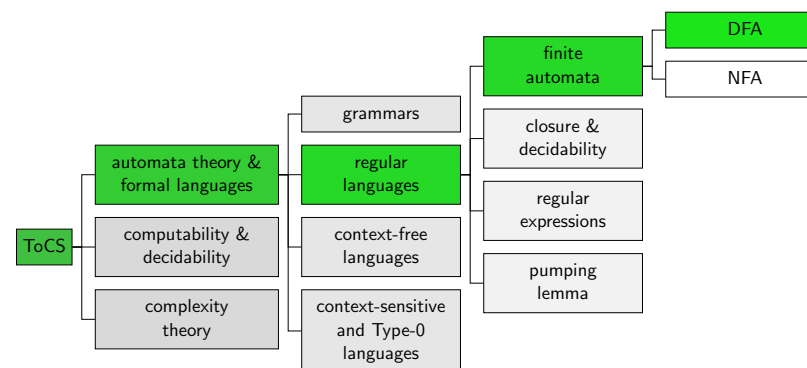 ToCS
automata theory &
formal languages
computability &
decidability
complexity
theory
grammars
regular
languages
context-free
languages
context-sensitive
and Type-0
languages
finite
automata
closure &
decidability
regular
expressions
pumping
lemma
DFA
NFA